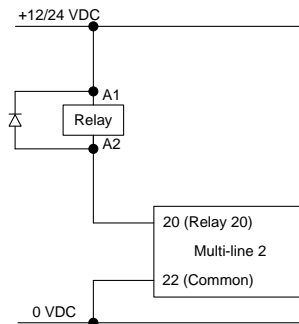 +12/24 VDC
A1
Relay
A2
20 (Relay 20)
Multi-line 2
22 (Common)
0 VDC